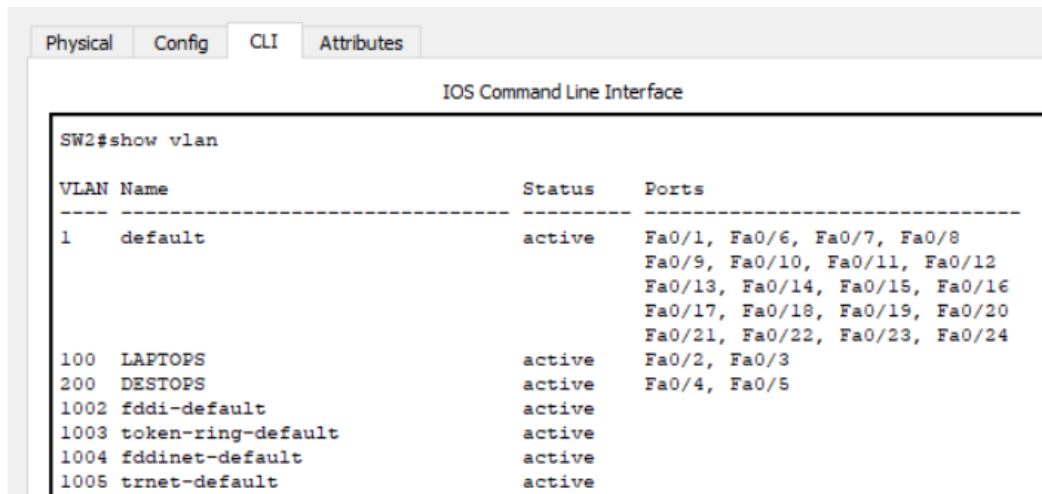 Physical Config CLI Attributes
IOS Command Line Interface
SW2#show vlan
VLAN Name Status Ports
---- -------------------------------- --------- -------------------------------
1 default active Fa0/1, Fa0/6, Fa0/7, Fa0/8
Fa0/9, Fa0/10, Fa0/11, Fa0/12
Fa0/13, Fa0/14, Fa0/15, Fa0/16
Fa0/17, Fa0/18, Fa0/19, Fa0/20
Fa0/21, Fa0/22, Fa0/23, Fa0/24
100 LAPTOPS active Fa0/2, Fa0/3
200 DESTOPS active Fa0/4, Fa0/5
1002 fddi-default active
1003 token-ring-default active
1004 fddinet-default active
1005 trnet-default active